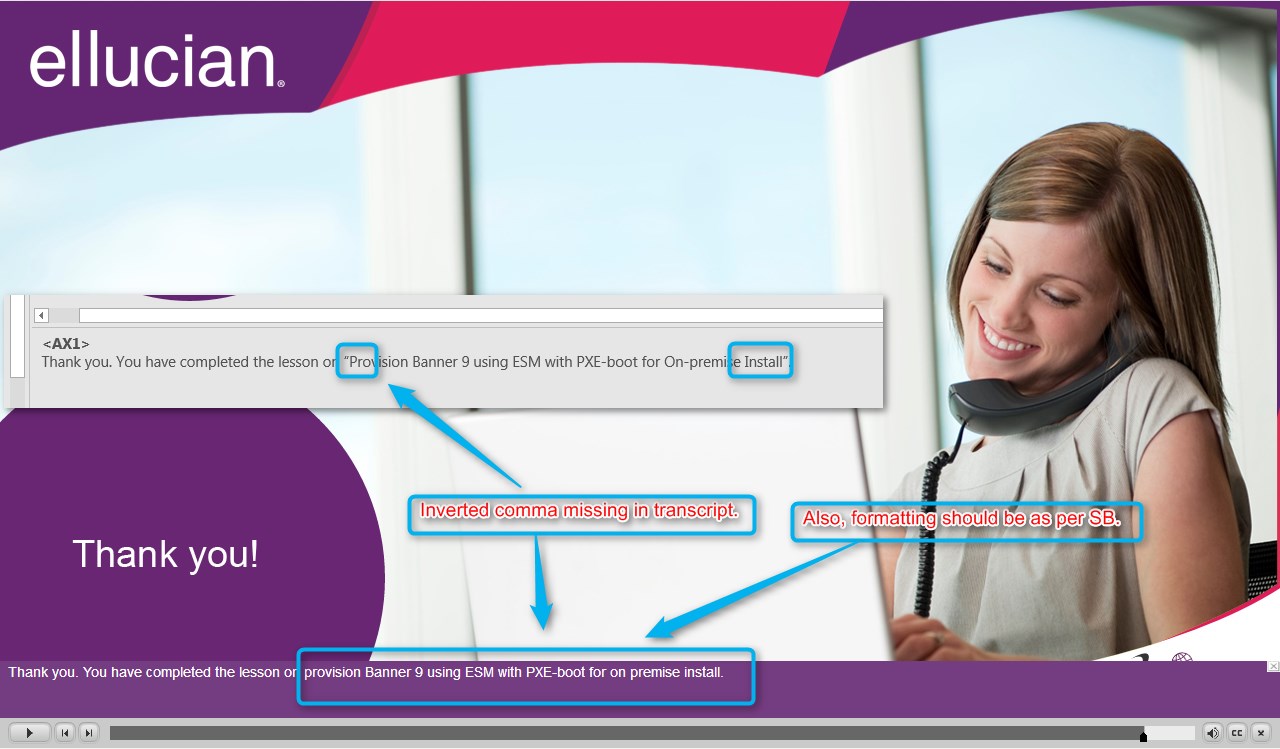 ellucian®
<AX1>
Thank you. You have completed the lesson on “Provision Banner 9 using ESM with PXE-boot for On-premise Install”.
Inverted comma missing in transcript.
Also, formatting should be as per SB.
Thank you!
Thank you. You have completed the lesson on provision Banner 9 using ESM with PXE-boot for on premise install.
CC